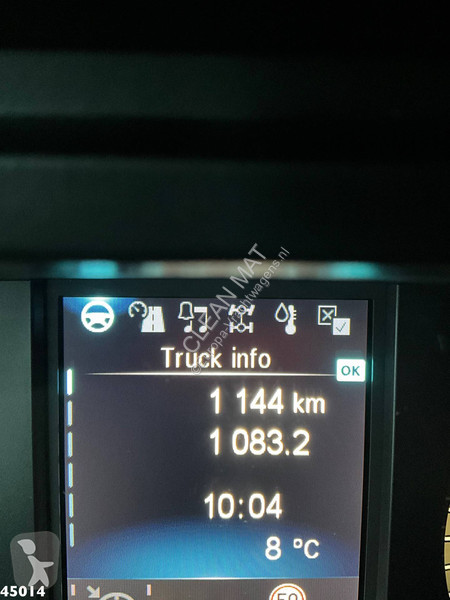 CLEAN MAT
Truck info
OK
1 144 km
1 083.2
10:04
8 °C
45014